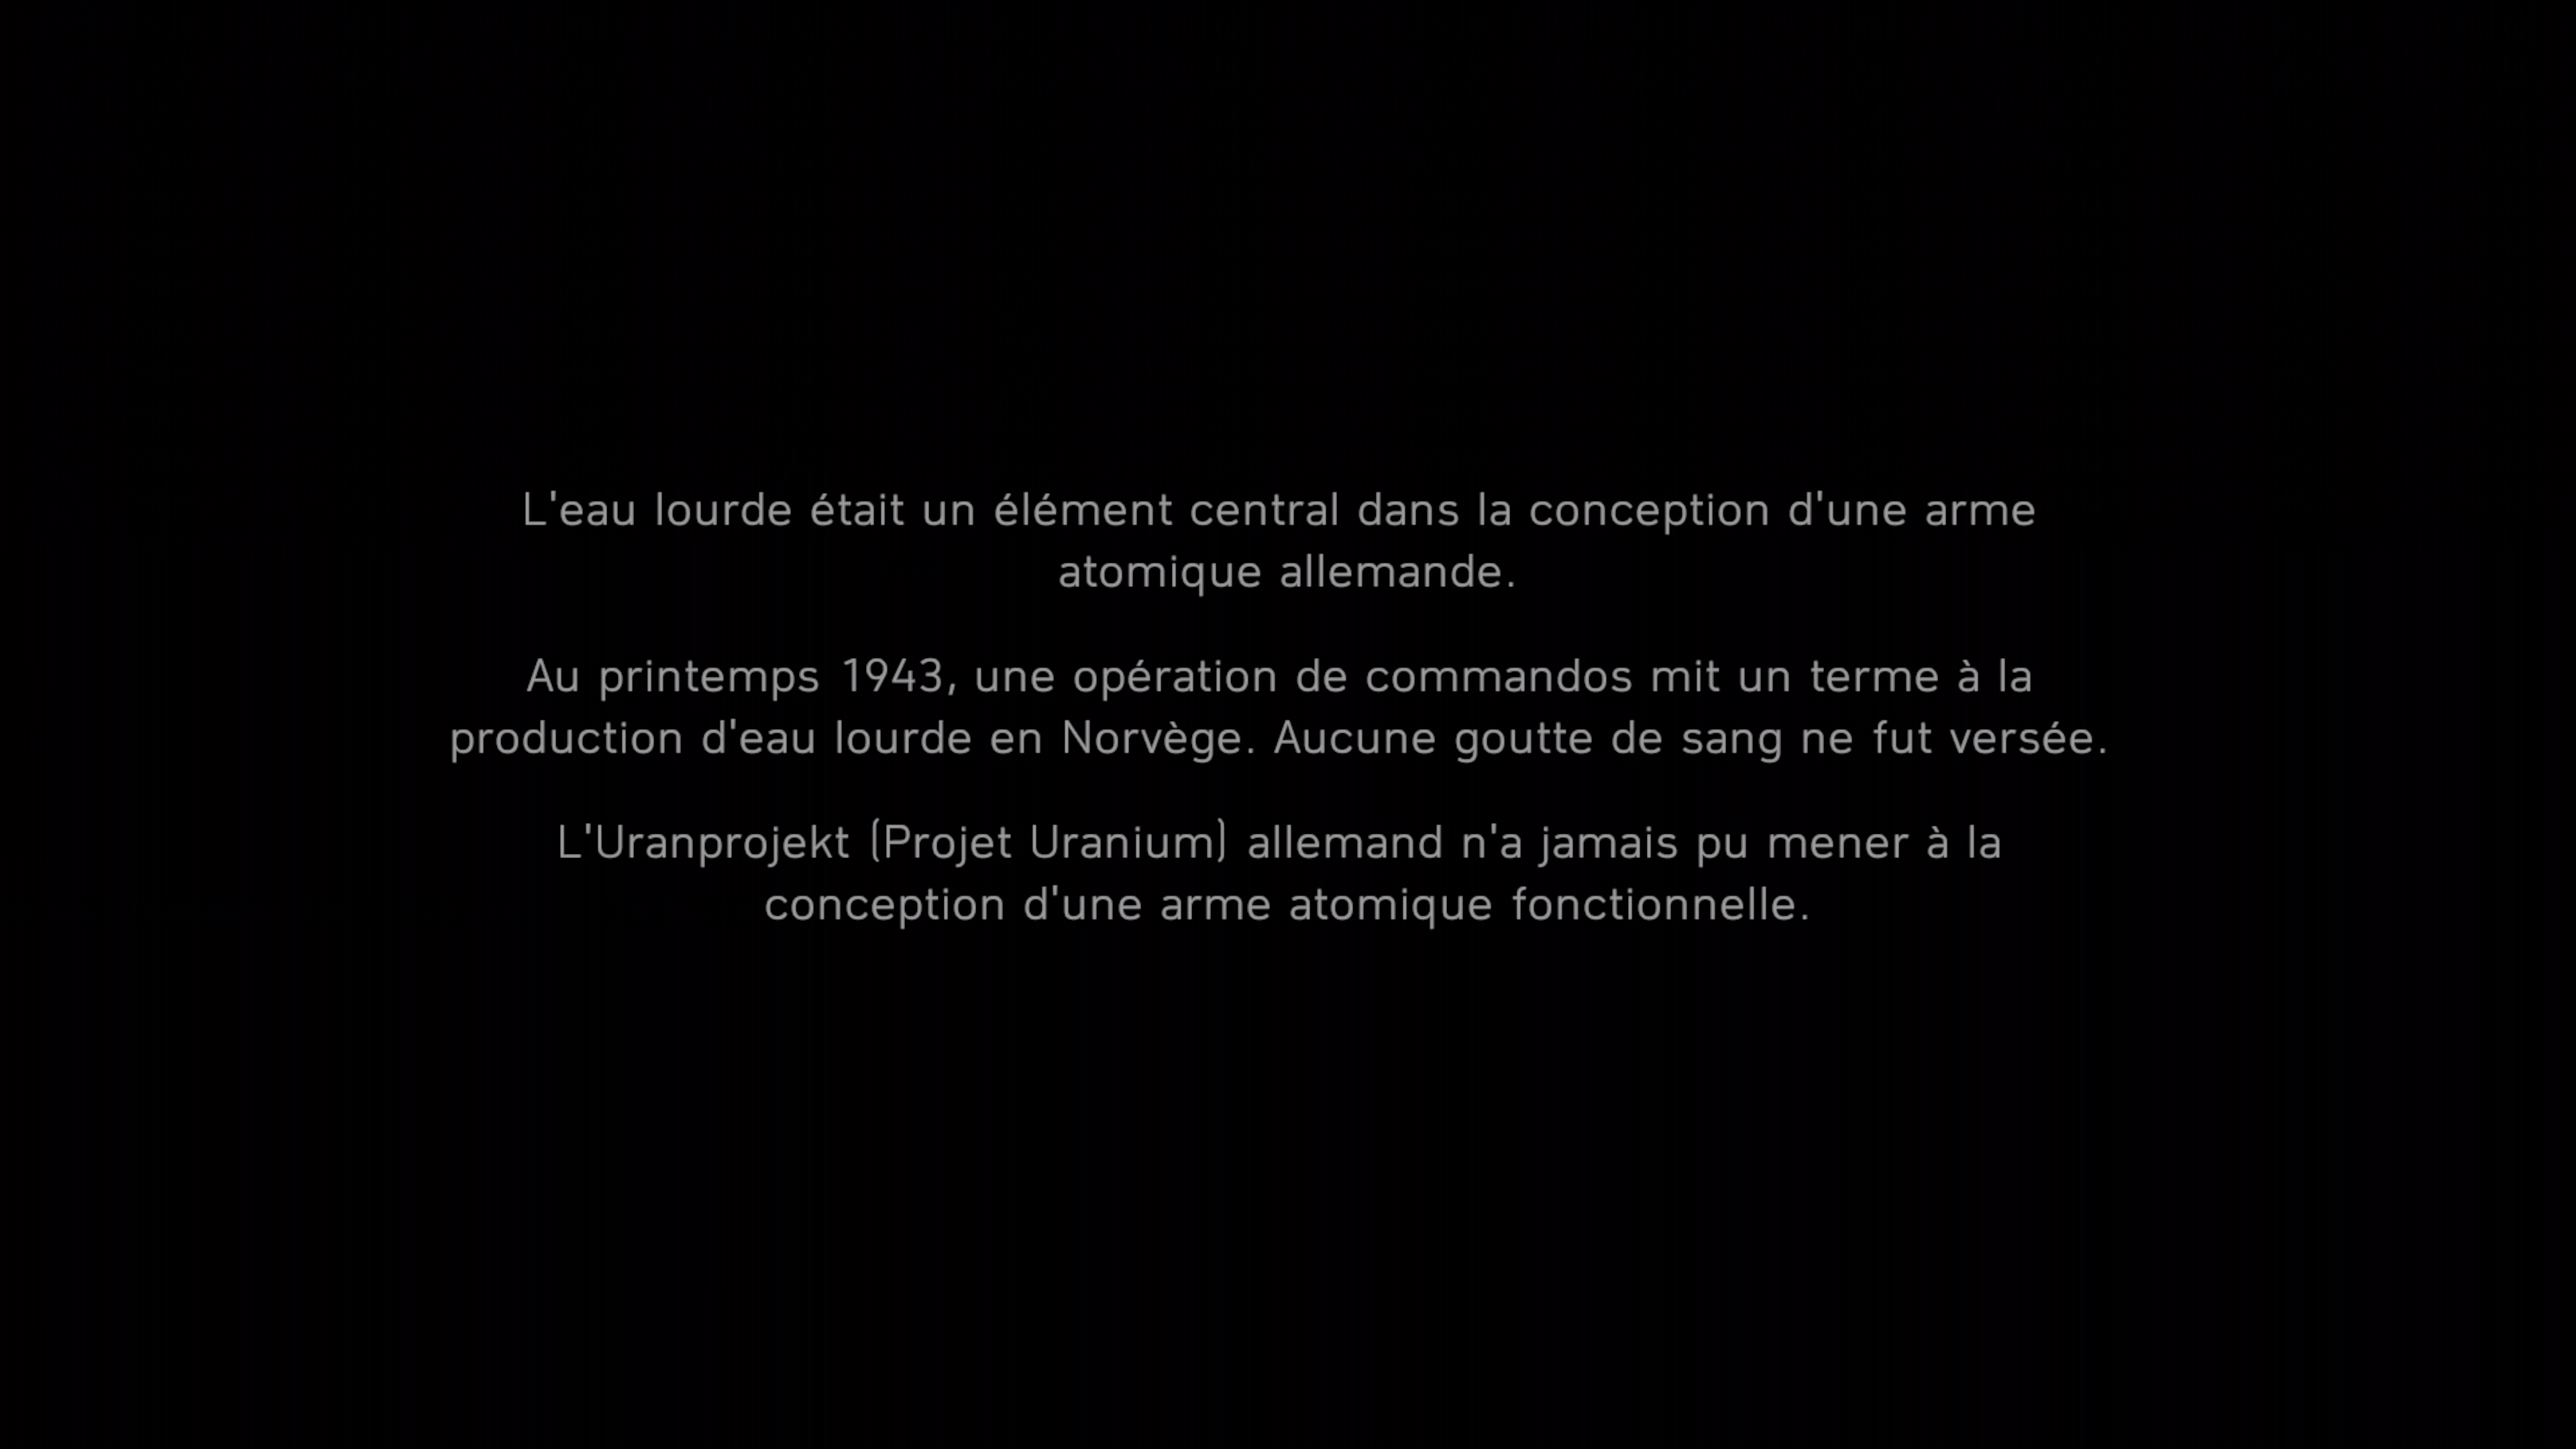 L'eau lourde était un élément central dans la conception d'une arme
atomique allemande.
Au printemps 1943, une opération de commandos mit un terme à la
production d'eau lourde en Norvège. Aucune goutte de sang ne fut versée.
L'Uranprojekt (Projet Uranium) allemand n'a jamais pu mener à la
conception d'une arme atomique fonctionnelle.